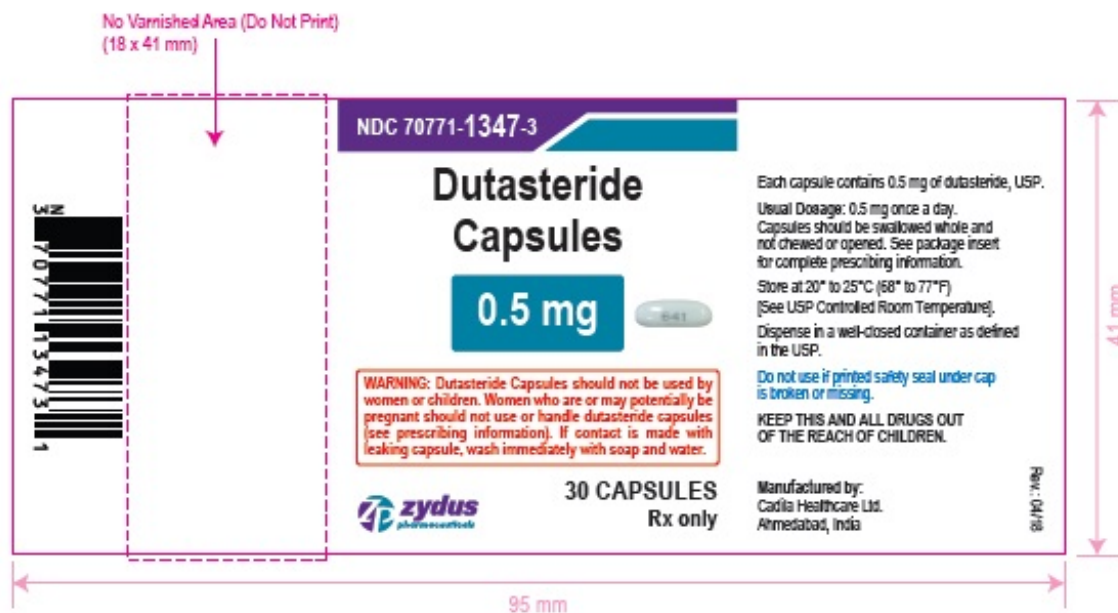 No Varnished Area (Do Not Print)
(18 x 41 mm)
N
3 70771 13473 1
NDC 70771-1347-3
Dutasteride
Capsules
0.5 mg
641
WARNING: Dutasteride Capsules should not be used by
women or children. Women who are or may potentially be
pregnant should not use or handle dutasteride capsules
(see prescribing information). If contact is made with
leaking capsule, wash immediately with soap and water.
zydus
pharmaceuticals
30 CAPSULES
Rx only
Each capsule contains 0.5 mg of dutasteride, USP.
Usual Dosage: 0.5 mg once a day.
Capsules should be swallowed whole and
not chewed or opened. See package insert
for complete prescribing information.
Store at 20° to 25°C (68° to 77°F)
[See USP Controlled Room Temperature].
Dispense in a well-closed container as defined
in the USP.
Do not use if printed safety seal under cap
is broken or missing.
KEEP THIS AND ALL DRUGS OUT
OF THE REACH OF CHILDREN.
Manufactured by:
Cadila Healthcare Ltd.
Ahmedabad, India
Rev.: 04/18
41 mm
95 mm